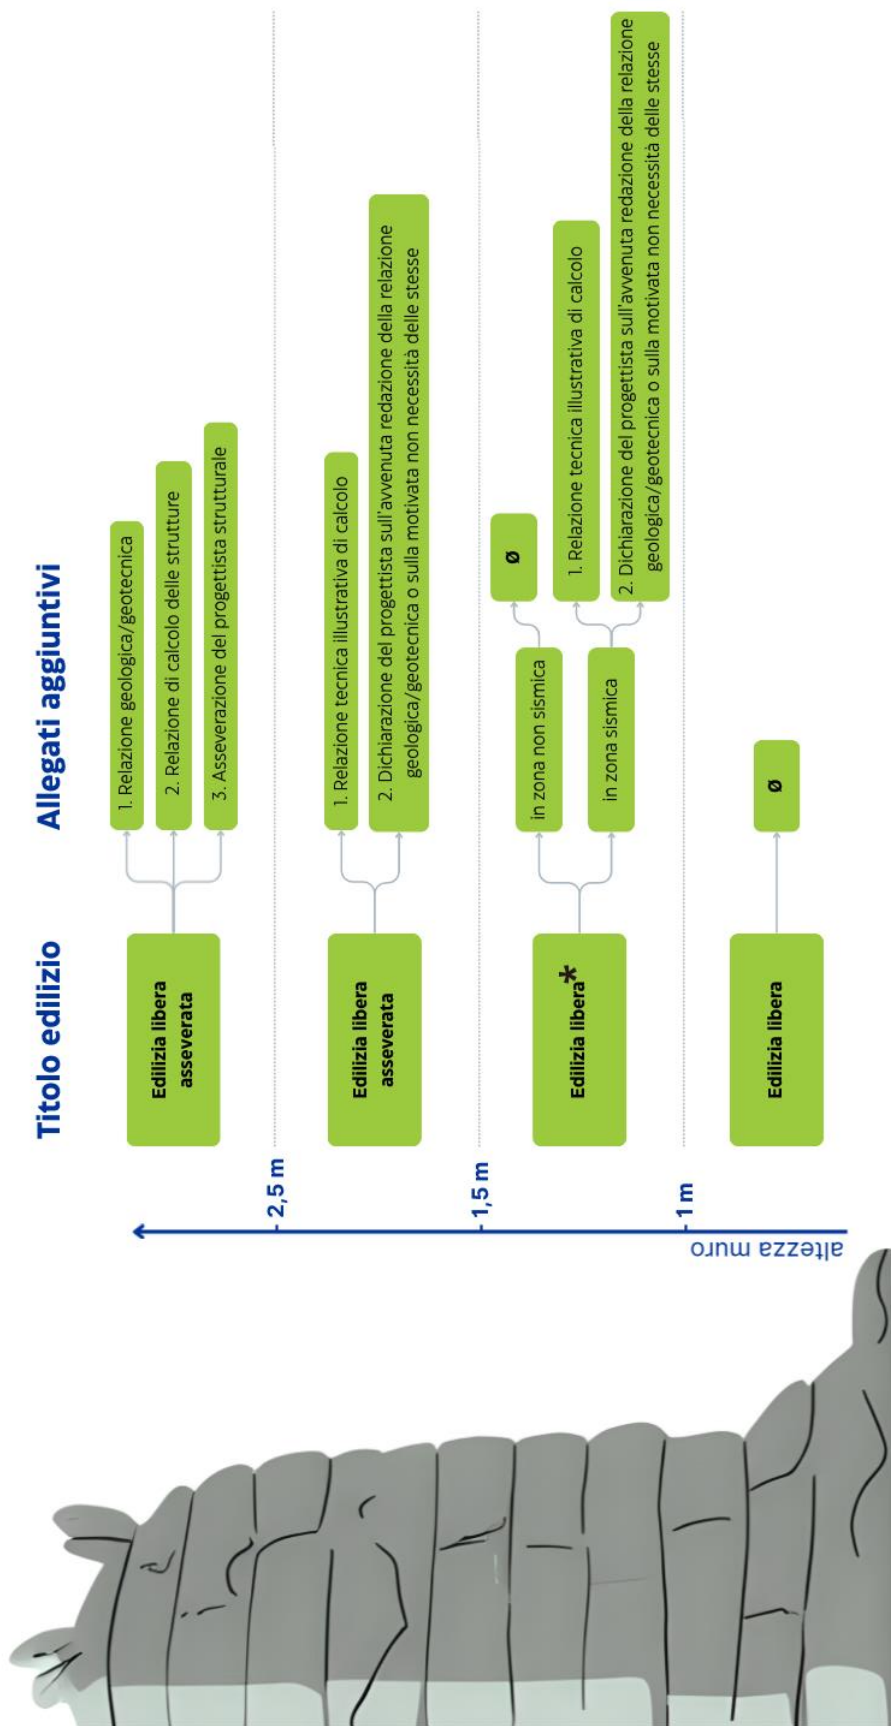 Titolo edilizio
Allegati aggiuntivi
Edilizia libera
asseverata
1. Relazione geologica/geotecnica
2. Relazione di calcolo delle strutture
3. Asseverazione del progettista strutturale
2,5 m
Edilizia libera
asseverata
1. Relazione tecnica illustrativa di calcolo
2. Dichiarazione del progettista sull'avvenuta redazione della relazione
geologica/geotecnica o sulla motivata non necessità delle stesse
1,5 m
Edilizia libera*
in zona non sismica
ø
in zona sismica
1. Relazione tecnica illustrativa di calcolo
2. Dichiarazione del progettista sull'avvenuta redazione della relazione
geologica/geotecnica o sulla motivata non necessità delle stesse
1 m
Edilizia libera
ø
altezza muro